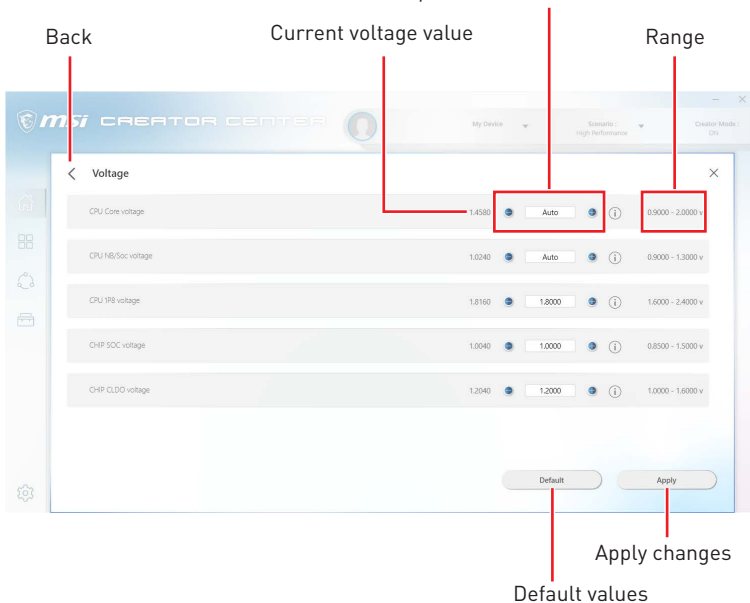 Back
Current voltage value
Range
msi CREATOR CENTER
My Device
Scenario :
High Performance
Creator Mode :
ON
Voltage
CPU Core voltage 1.4580 Auto 0.9000 - 2.0000 v
CPU NB/Soc voltage 1.0240 Auto 0.9000 - 1.3000 v
CPU 1P8 voltage 1.8160 1.8000 1.6000 - 2.4000 v
CHIP SOC voltage 1.0040 1.0000 0.8500 - 1.5000 v
CHIP CLDO voltage 1.2040 1.2000 1.0000 - 1.6000 v
Default
Apply
Apply changes
Default values